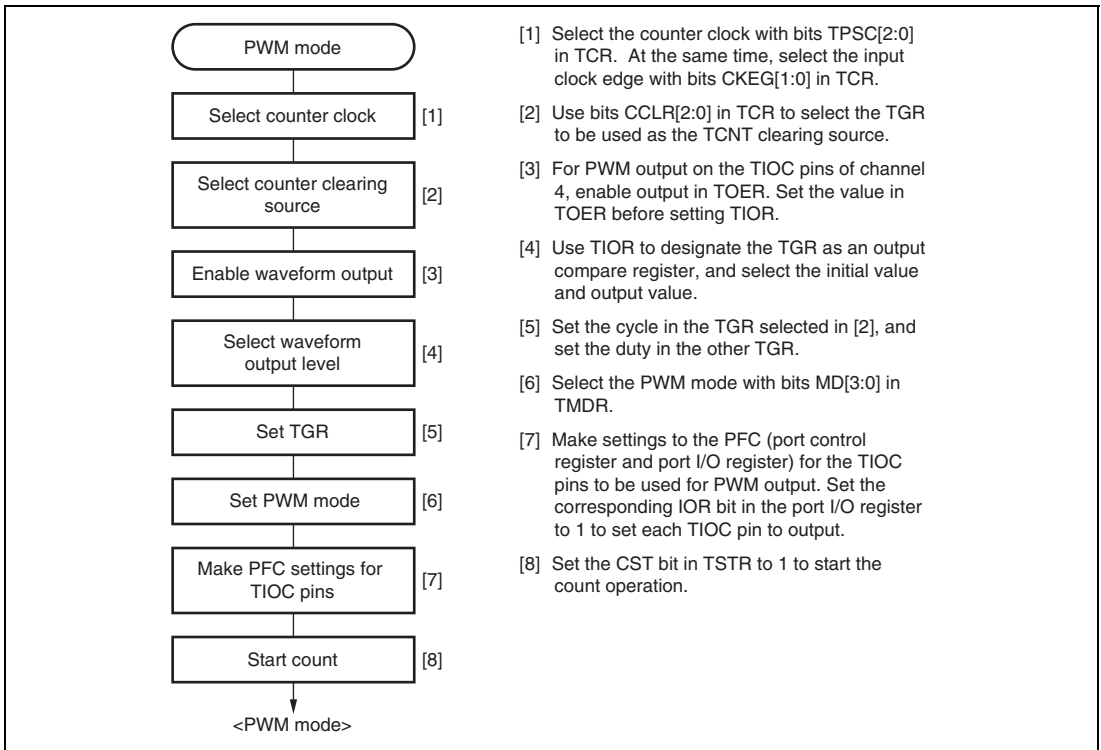 PWM mode
Select counter clock [1]
Select counter clearing
source
[2]
Enable waveform output [3]
Select waveform
output level
[4]
Set TGR [5]
Set PWM mode [6]
Make PFC settings for
TIOC pins
[7]
Start count [8]
<PWM mode>
[1] Select the counter clock with bits TPSC[2:0]
in TCR. At the same time, select the input
clock edge with bits CKEG[1:0] in TCR.
[2] Use bits CCLR[2:0] in TCR to select the TGR
to be used as the TCNT clearing source.
[3] For PWM output on the TIOC pins of channel
4, enable output in TOER. Set the value in
TOER before setting TIOR.
[4] Use TIOR to designate the TGR as an output
compare register, and select the initial value
and output value.
[5] Set the cycle in the TGR selected in [2], and
set the duty in the other TGR.
[6] Select the PWM mode with bits MD[3:0] in
TMDR.
[7] Make settings to the PFC (port control
register and port I/O register) for the TIOC
pins to be used for PWM output. Set the
corresponding IOR bit in the port I/O register
to 1 to set each TIOC pin to output.
[8] Set the CST bit in TSTR to 1 to start the
count operation.